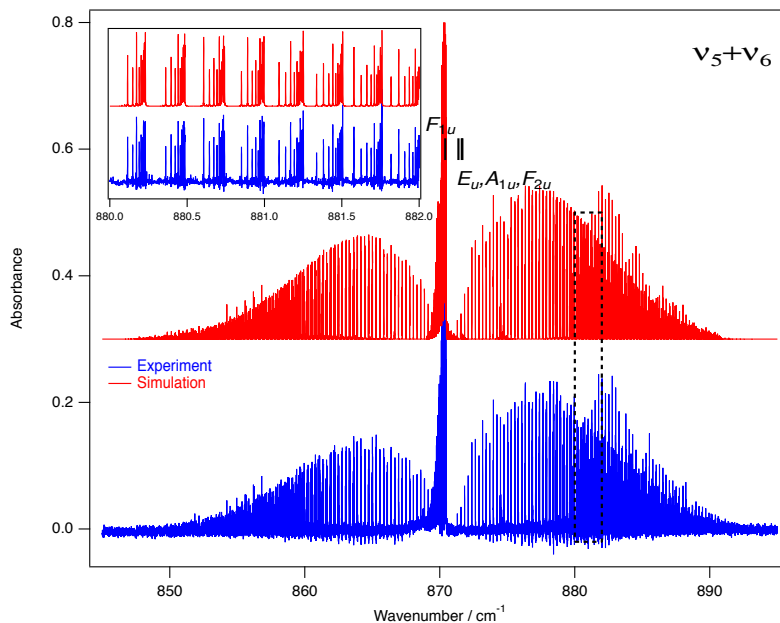 0.8
0.6
0.4
0.2
0.0
Absorbance
850
860
870
880
890
Wavenumber / cm⁻¹
ν₅+ν₆
F₁ᵤ
Eᵤ,A₁ᵤ,F₂ᵤ
880.0
880.5
881.0
881.5
882.0
Experiment
Simulation